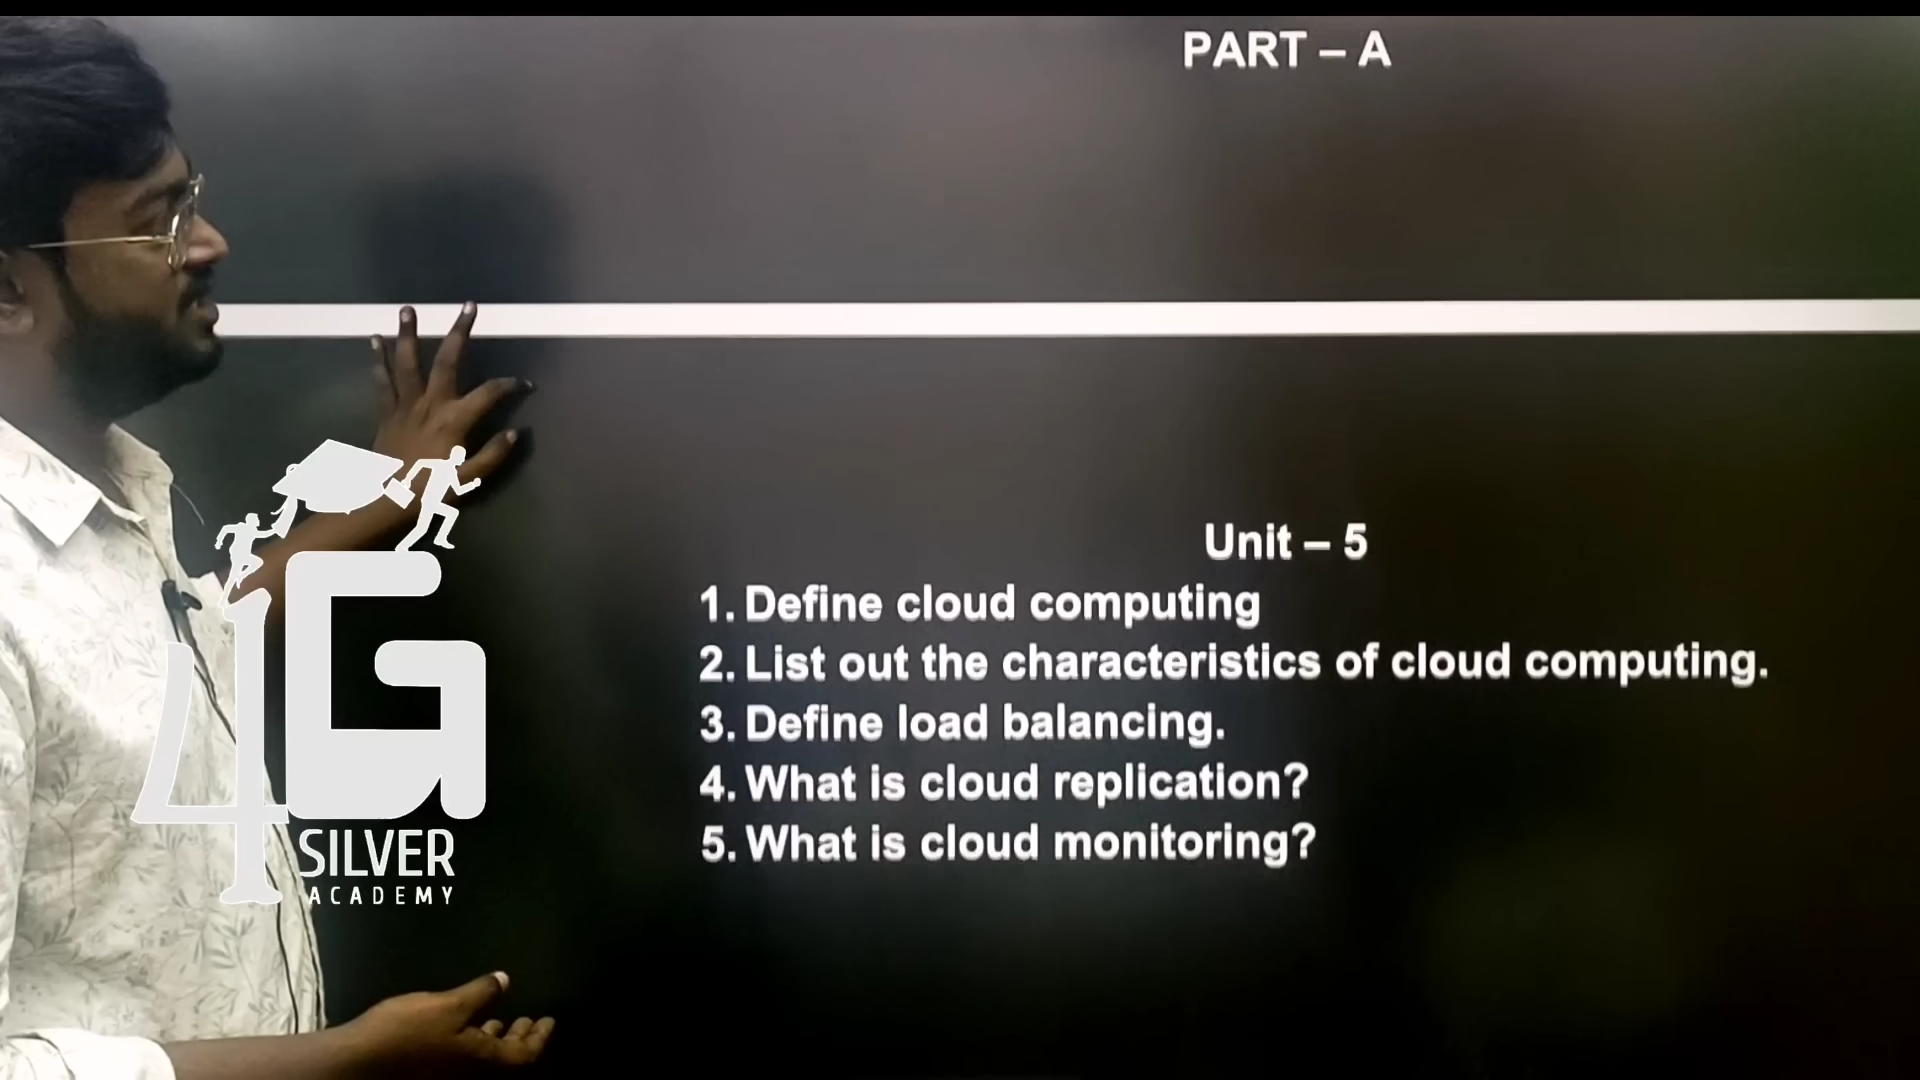 PART – A
Unit – 5
1. Define cloud computing
2. List out the characteristics of cloud computing.
3. Define load balancing.
4. What is cloud replication?
5. What is cloud monitoring?
4G
SILVER
ACADEMY